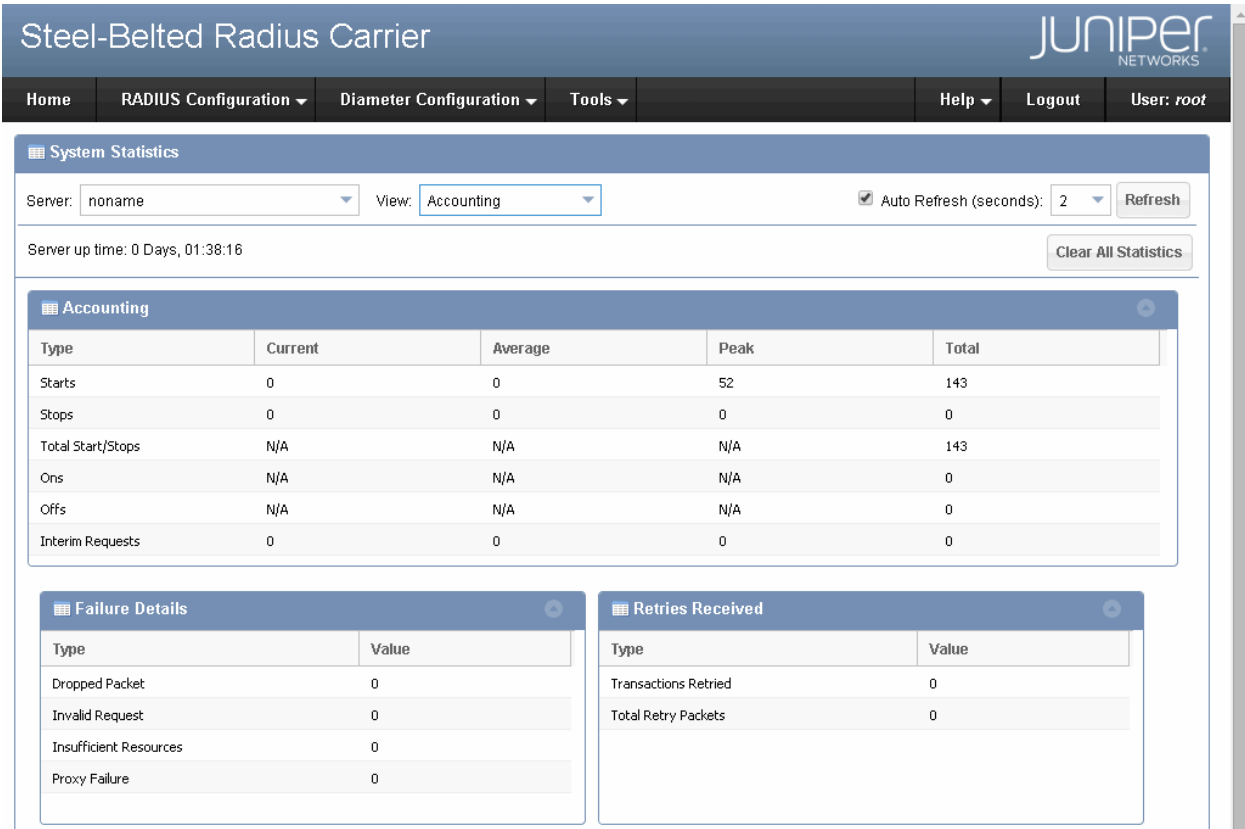 Steel-Belted Radius Carrier
JUNIPER
NETWORKS
Home RADIUS Configuration Diameter Configuration Tools Help Logout User: root
System Statistics
Server: noname View: Accounting Auto Refresh (seconds): 2 Refresh
Server up time: 0 Days, 01:38:16 Clear All Statistics
Accounting
Type Current Average Peak Total
Starts 0 0 52 143
Stops 0 0 0 0
Total Start/Stops N/A N/A N/A 143
Ons N/A N/A N/A 0
Offs N/A N/A N/A 0
Interim Requests 0 0 0 0
Failure Details
Type Value
Dropped Packet 0
Invalid Request 0
Insufficient Resources 0
Proxy Failure 0
Retries Received
Type Value
Transactions Retried 0
Total Retry Packets 0